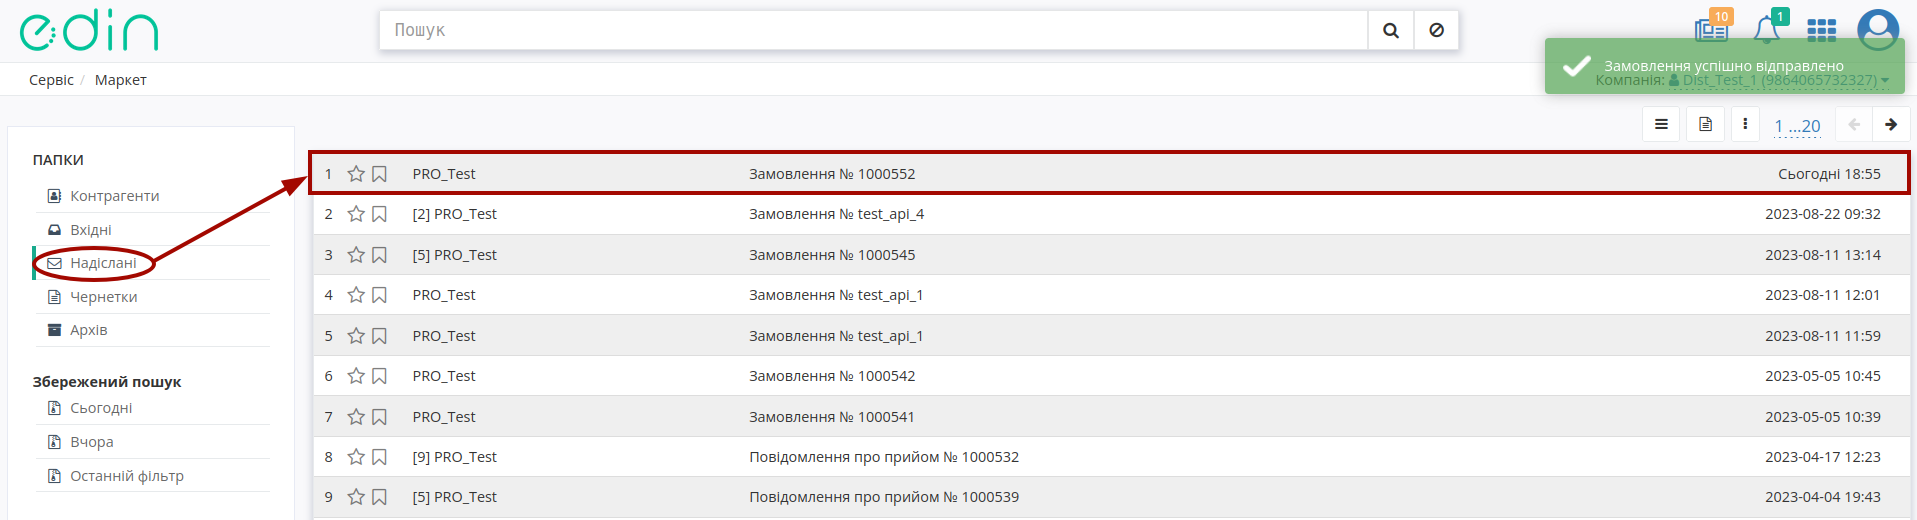 edin
Пошук
10
1
Замовлення успішно відправлено
Сервіс / Маркет
Компанія: Dist_Test_1 (9864065732327)
1 ...20
ПАПКИ
Контрагенти
Вхідні
Надіслані
Чернетки
Архів
Збережений пошук
Сьогодні
Вчора
Останній фільтр
1 PRO_Test Замовлення № 1000552 Сьогодні 18:55
2 [2] PRO_Test Замовлення № test_api_4 2023-08-22 09:32
3 [5] PRO_Test Замовлення № 1000545 2023-08-11 13:14
4 PRO_Test Замовлення № test_api_1 2023-08-11 12:01
5 PRO_Test Замовлення № test_api_1 2023-08-11 11:59
6 PRO_Test Замовлення № 1000542 2023-05-05 10:45
7 PRO_Test Замовлення № 1000541 2023-05-05 10:39
8 [9] PRO_Test Повідомлення про прийом № 1000532 2023-04-17 12:23
9 [5] PRO_Test Повідомлення про прийом № 1000539 2023-04-04 19:43